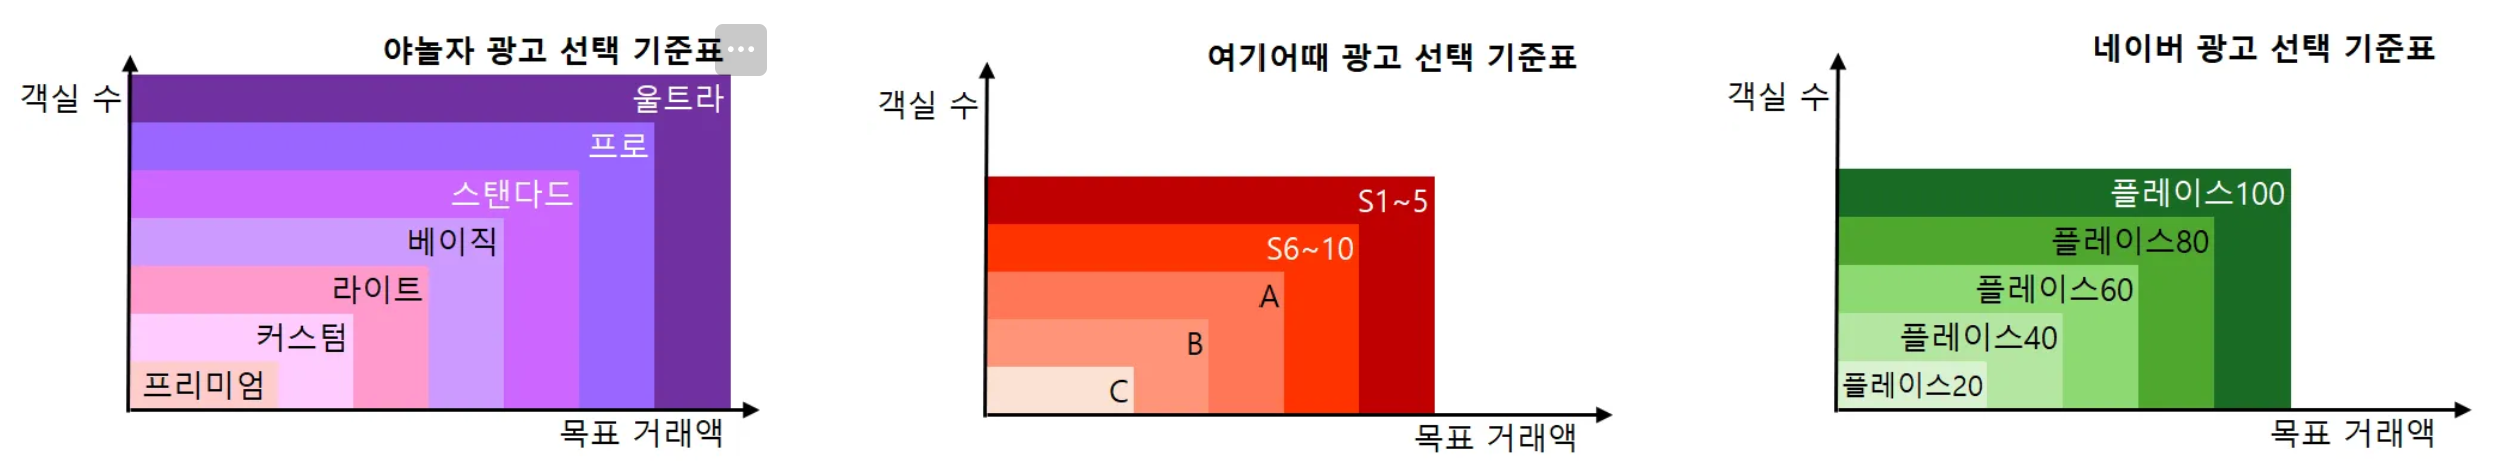 야놀자 광고 선택 기준표
객실 수
울트라
프로
스탠다드
베이직
라이트
커스텀
프리미엄
목표 거래액
여기어때 광고 선택 기준표
객실 수
S1~5
S6~10
A
B
C
목표 거래액
네이버 광고 선택 기준표
객실 수
플레이스100
플레이스80
플레이스60
플레이스40
플레이스20
목표 거래액